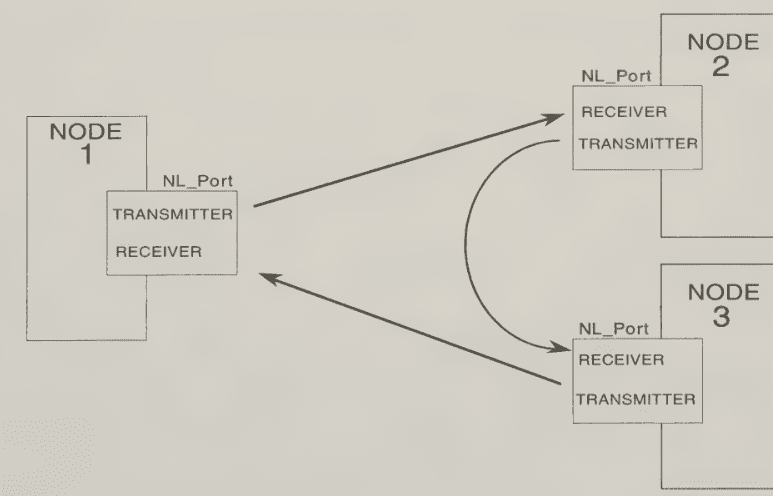 NODE
1
NL_Port
TRANSMITTER
RECEIVER
NODE
2
NL_Port
RECEIVER
TRANSMITTER
NODE
3
NL_Port
RECEIVER
TRANSMITTER